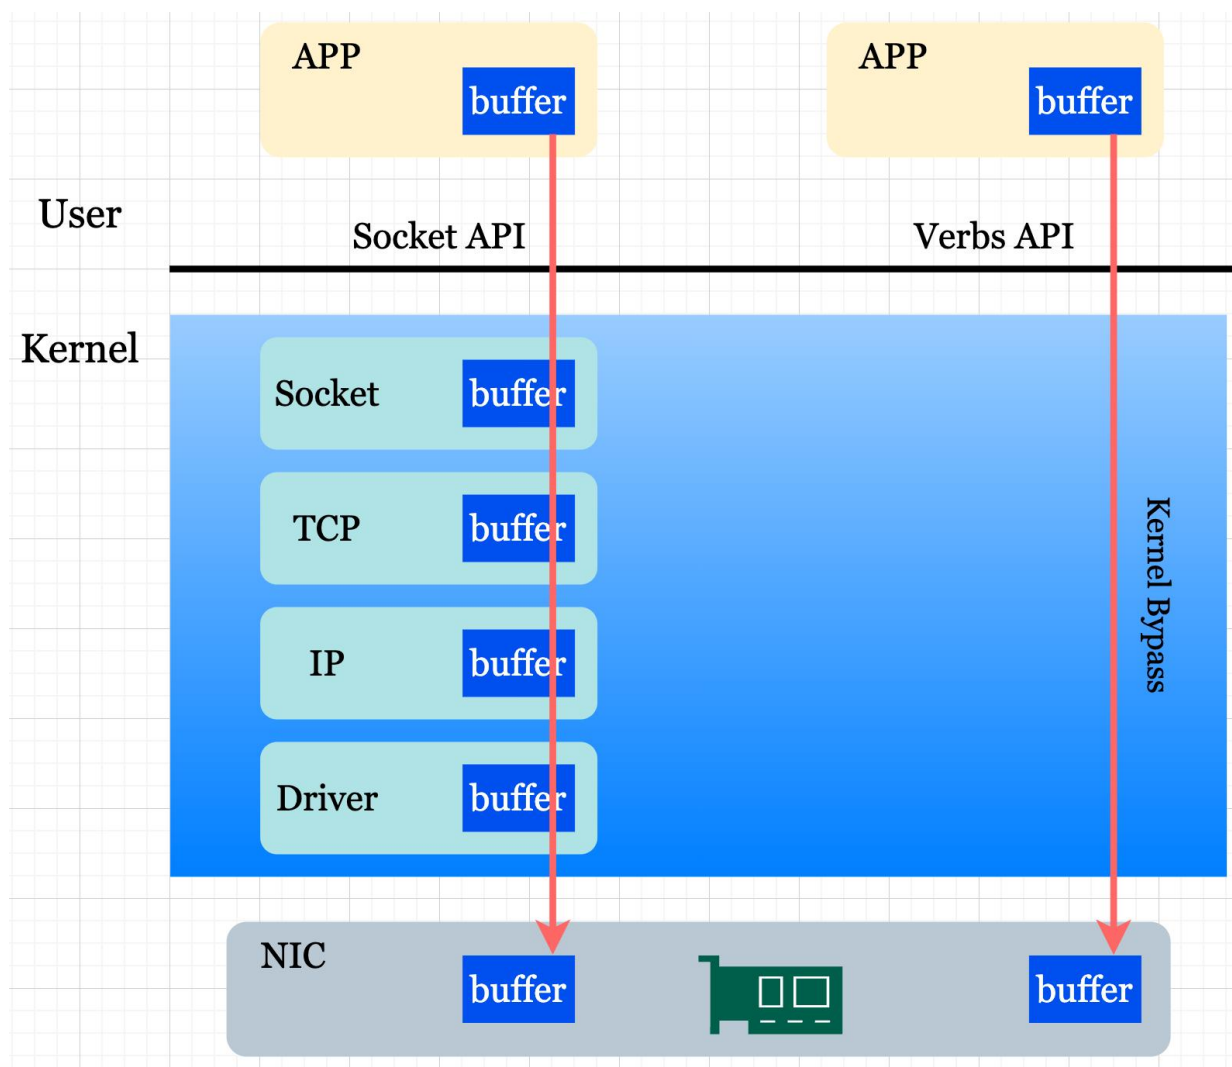 APP
buffer
APP
buffer
User
Socket API
Verbs API
Kernel
Socket
buffer
TCP
buffer
IP
buffer
Driver
buffer
Kernel Bypass
NIC
buffer
buffer